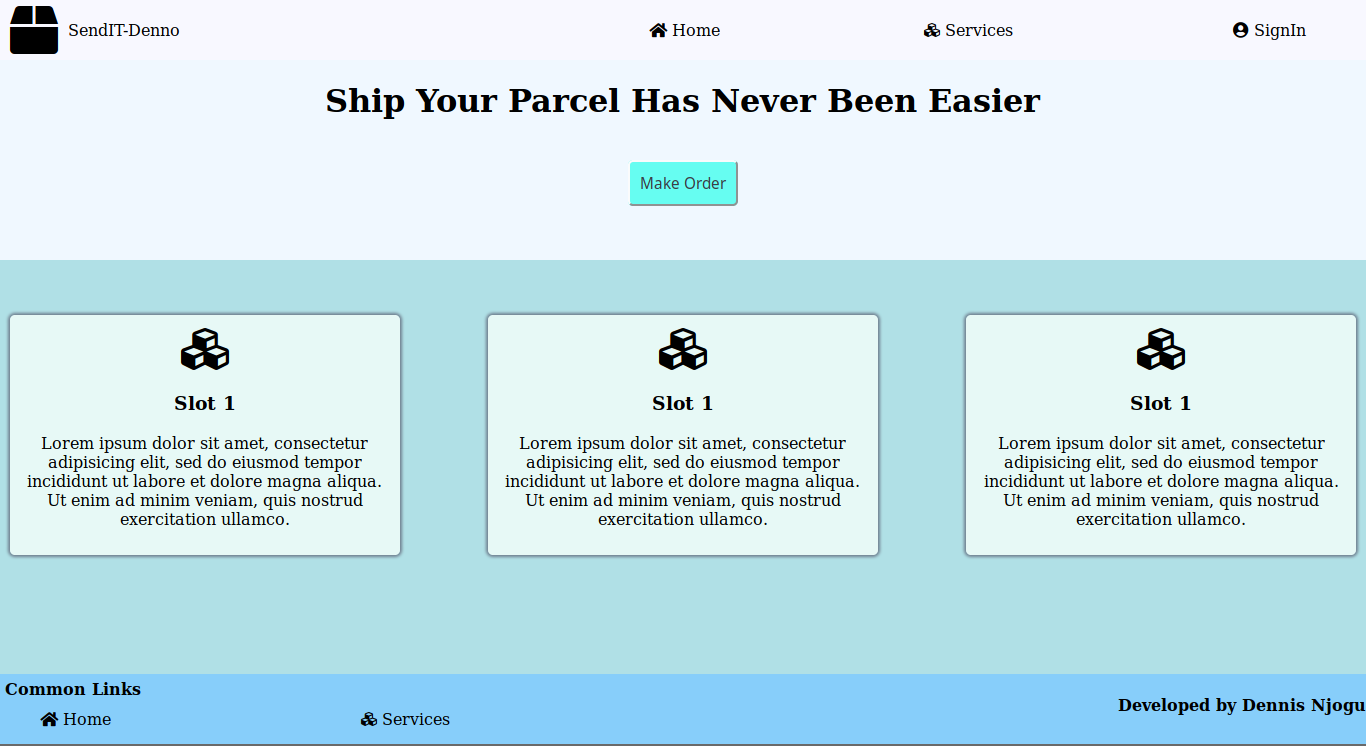 SendIT-Denno
Home
Services
SignIn
Ship Your Parcel Has Never Been Easier
Make Order
Slot 1
Lorem ipsum dolor sit amet, consectetur
adipisicing elit, sed do eiusmod tempor
incididunt ut labore et dolore magna aliqua.
Ut enim ad minim veniam, quis nostrud
exercitation ullamco.
Slot 1
Lorem ipsum dolor sit amet, consectetur
adipisicing elit, sed do eiusmod tempor
incididunt ut labore et dolore magna aliqua.
Ut enim ad minim veniam, quis nostrud
exercitation ullamco.
Slot 1
Lorem ipsum dolor sit amet, consectetur
adipisicing elit, sed do eiusmod tempor
incididunt ut labore et dolore magna aliqua.
Ut enim ad minim veniam, quis nostrud
exercitation ullamco.
Common Links
Home
Services
Developed by Dennis Njogu